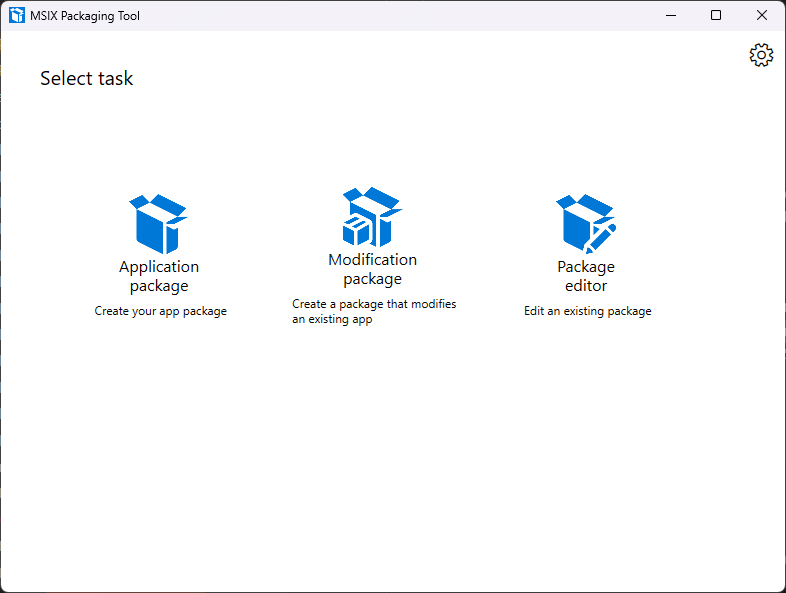 MSIX Packaging Tool
Select task
Application
package
Create your app package
Modification
package
Create a package that modifies
an existing app
Package
editor
Edit an existing package